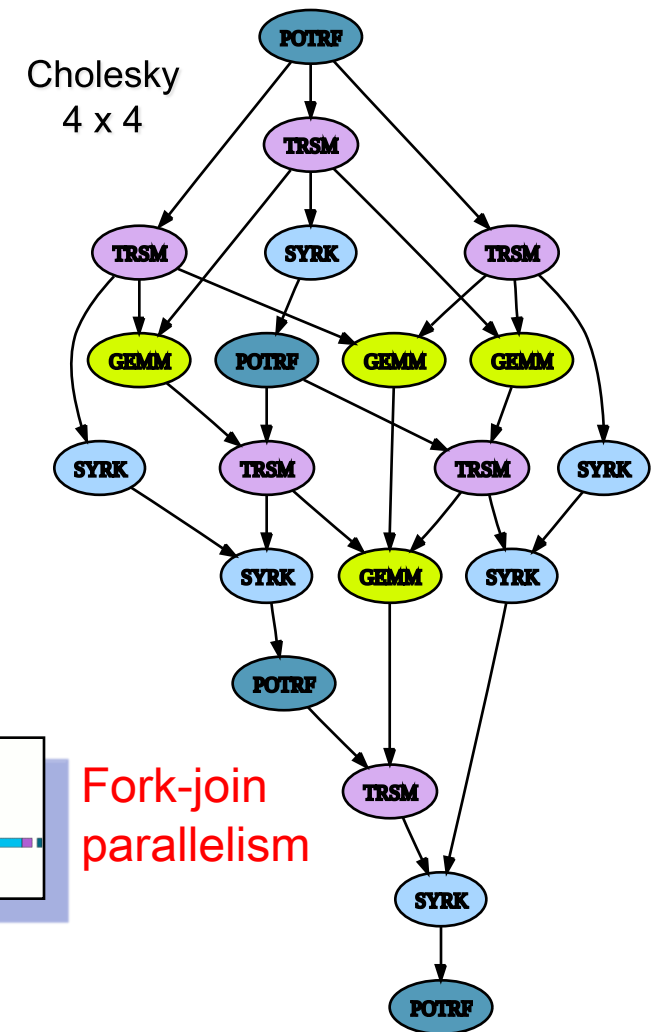 POTRF
Cholesky
4 x 4
TRSM
TRSM
SYRK
TRSM
GEMM
POTRF
GEMM
GEMM
SYRK
TRSM
TRSM
SYRK
SYRK
GEMM
SYRK
POTRF
Fork-join
parallelism
TRSM
SYRK
POTRF